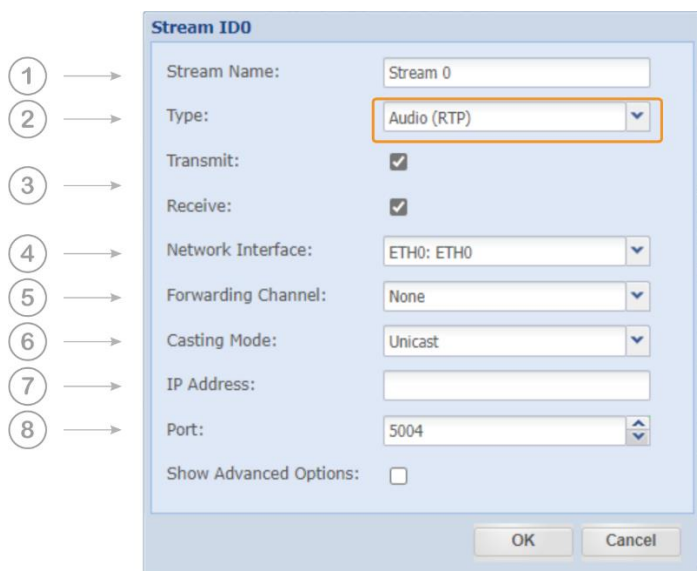 Stream ID0
1 Stream Name: Stream 0
2 Type: Audio (RTP)
Transmit:
3
Receive:
4 Network Interface: ETH0: ETH0
5 Forwarding Channel: None
6 Casting Mode: Unicast
7 IP Address:
8 Port: 5004
Show Advanced Options:
OK Cancel